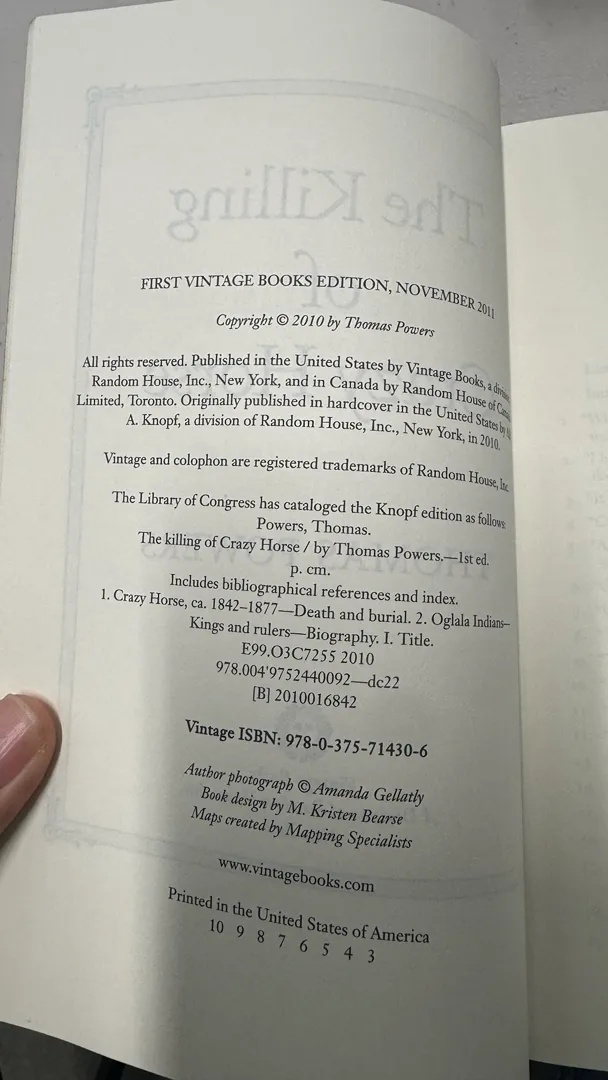 FIRST VINTAGE BOOKS EDITION, NOVEMBER 2011
Copyright © 2010 by Thomas Powers
All rights reserved. Published in the United States by Vintage Books, a
Random House, Inc., New York, and in Canada by Random House of
Limited, Toronto. Originally published in hardcover in the United States by
A. Knopf, a division of Random House, Inc., New York, in 2010.
Vintage and colophon are registered trademarks of Random House, Inc.
The Library of Congress has cataloged the Knopf edition as follows:
Powers, Thomas.
The killing of Crazy Horse / by Thomas Powers.—1st ed.
p. cm.
Includes bibliographical references and index.
1. Crazy Horse, ca. 1842–1877—Death and burial. 2. Oglala Indians—
Kings and rulers—Biography. I. Title.
E99.O3C7255 2010
978.004'9752440092—dc22
[B] 2010016842
Vintage ISBN: 978-0-375-71430-6
Author photograph © Amanda Gellatly
Book design by M. Kristen Bearse
Maps created by Mapping Specialists
www.vintagebooks.com
Printed in the United States of America
10 9 8 7 6 5 4 3